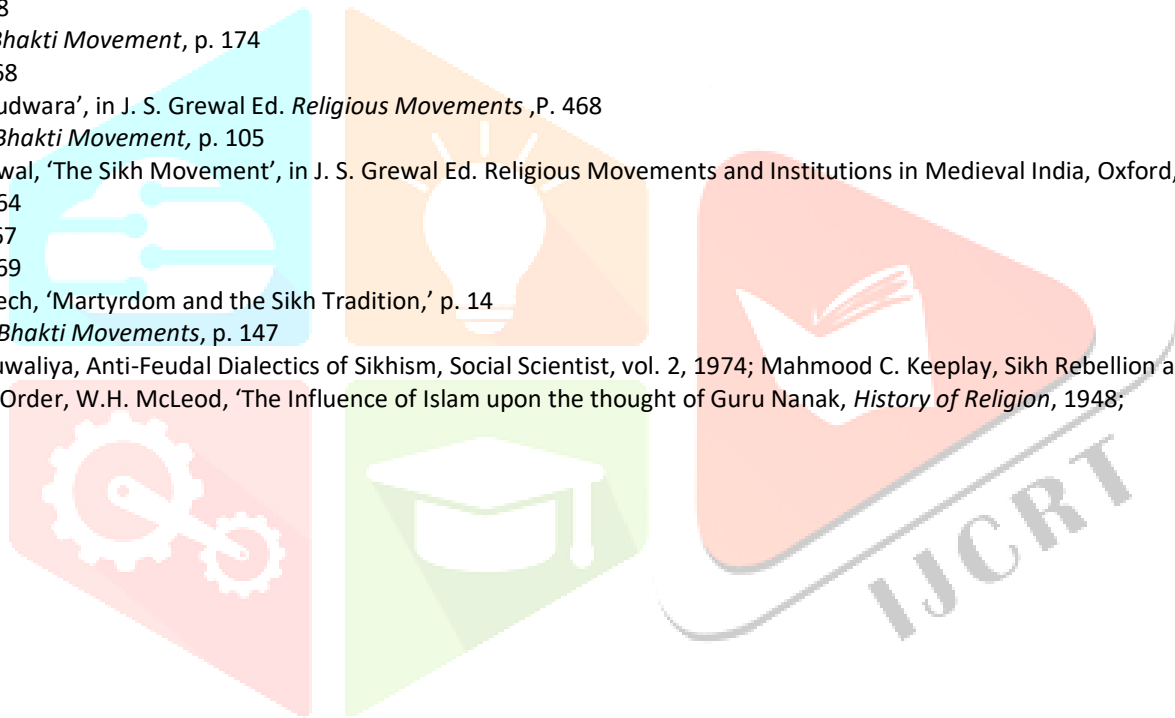 8
Bhakti Movement, p. 174
68
udwara’, in J. S. Grewal Ed. Religious Movements ,P. 468
Bhakti Movement, p. 105
wal, ‘The Sikh Movement’, in J. S. Grewal Ed. Religious Movements and Institutions in Medieval India, Oxford,
64
67
69
ech, ‘Martyrdom and the Sikh Tradition,’ p. 14
Bhakti Movements, p. 147
uwaliya, Anti-Feudal Dialectics of Sikhism, Social Scientist, vol. 2, 1974; Mahmood C. Keeplay, Sikh Rebellion a
Order, W.H. McLeod, ‘The Influence of Islam upon the thought of Guru Nanak, History of Religion, 1948;
IJCRT